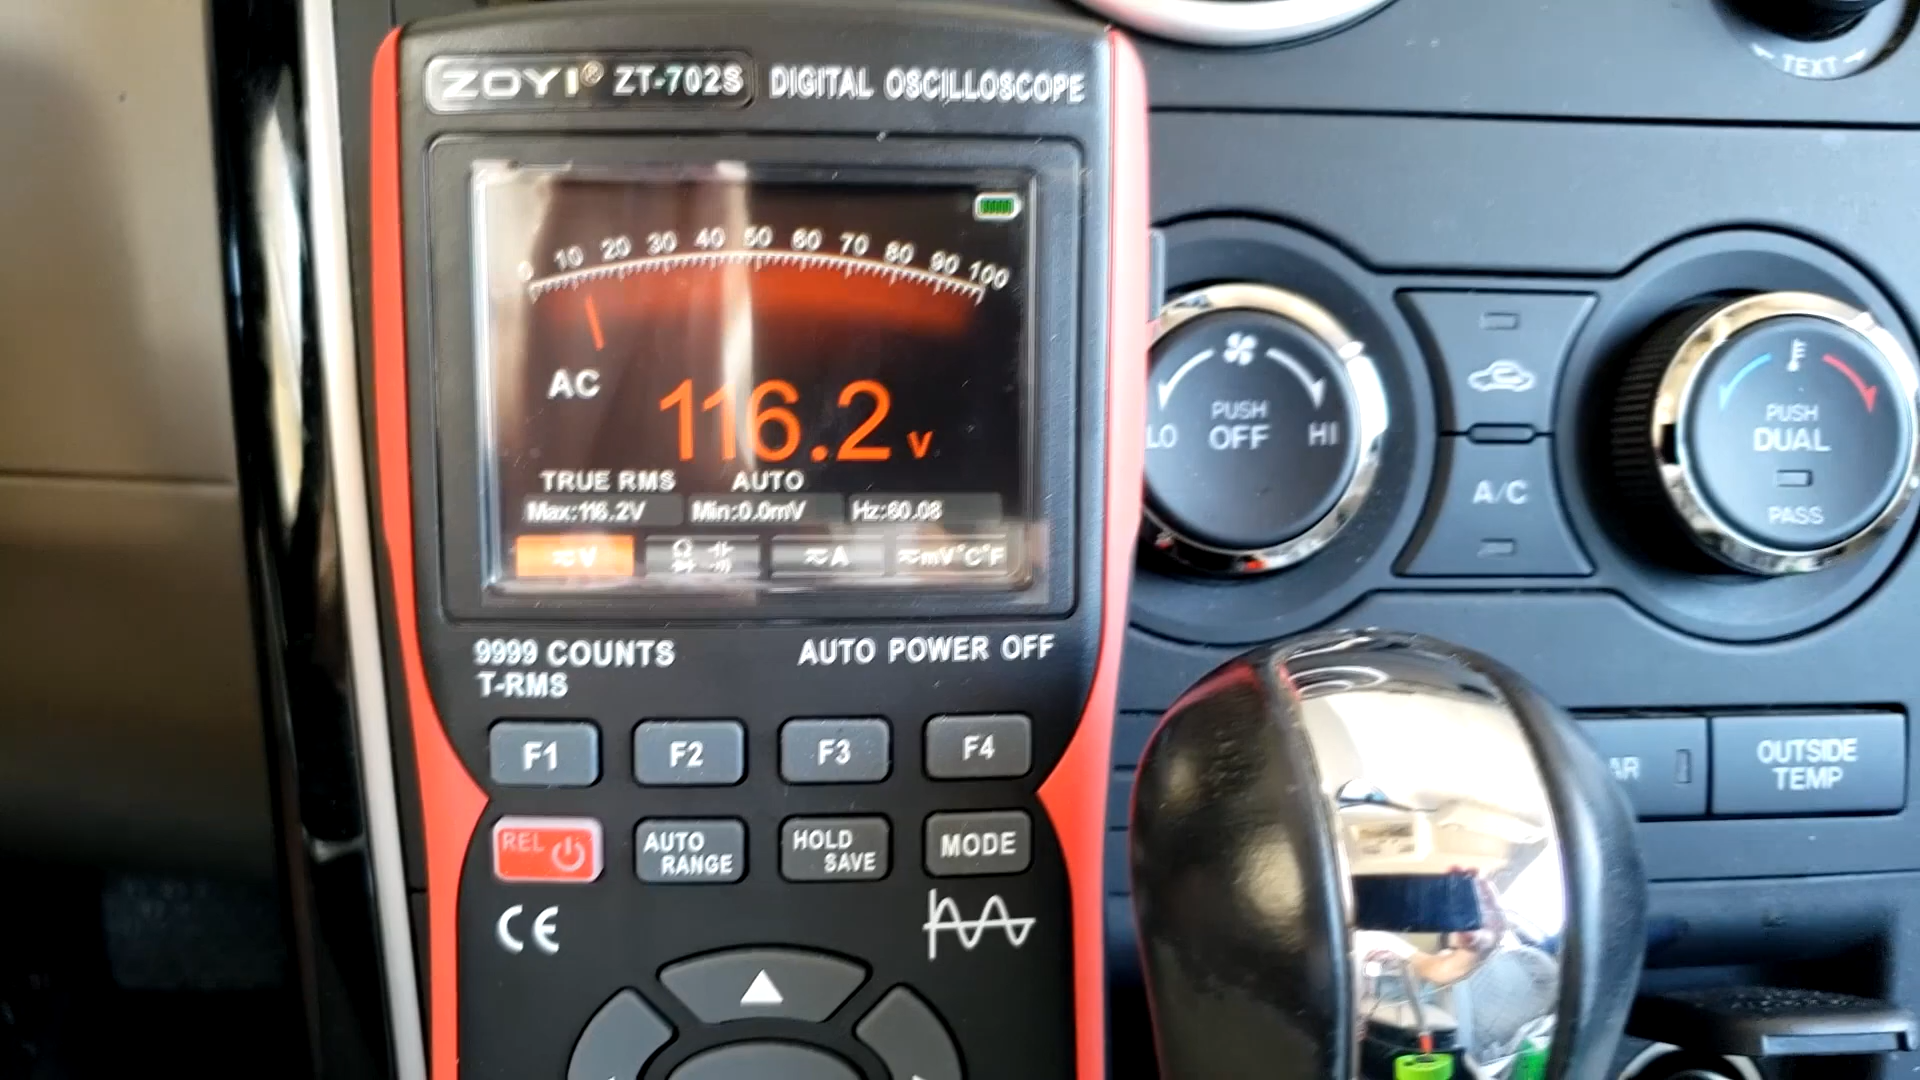 ZOYI® ZT-702S DIGITAL OSCILLOSCOPE
0 10 20 30 40 50 60 70 80 90 100
AC
116.2 V
TRUE RMS AUTO
Max:116.2V Min:0.0mV Hz:60.08
≂V Ω ≂A ≂mV°C°F
9999 COUNTS AUTO POWER OFF
T-RMS
F1 F2 F3 F4
REL AUTO RANGE HOLD SAVE MODE
CE
TEXT
PUSH
LO OFF HI
A/C
PUSH
DUAL
PASS
AR
OUTSIDE
TEMP